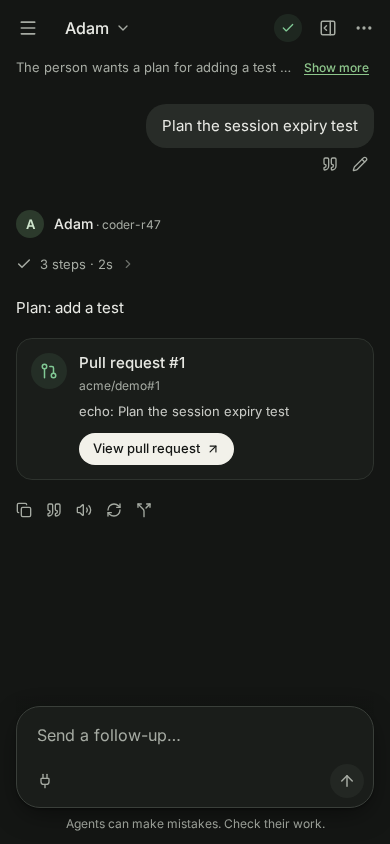 Adam
The person wants a plan for adding a test ... Show more
Plan the session expiry test
A Adam · coder-r47
3 steps · 2s
Plan: add a test
Pull request #1
acme/demo#1
echo: Plan the session expiry test
View pull request
Send a follow-up...
Agents can make mistakes. Check their work.